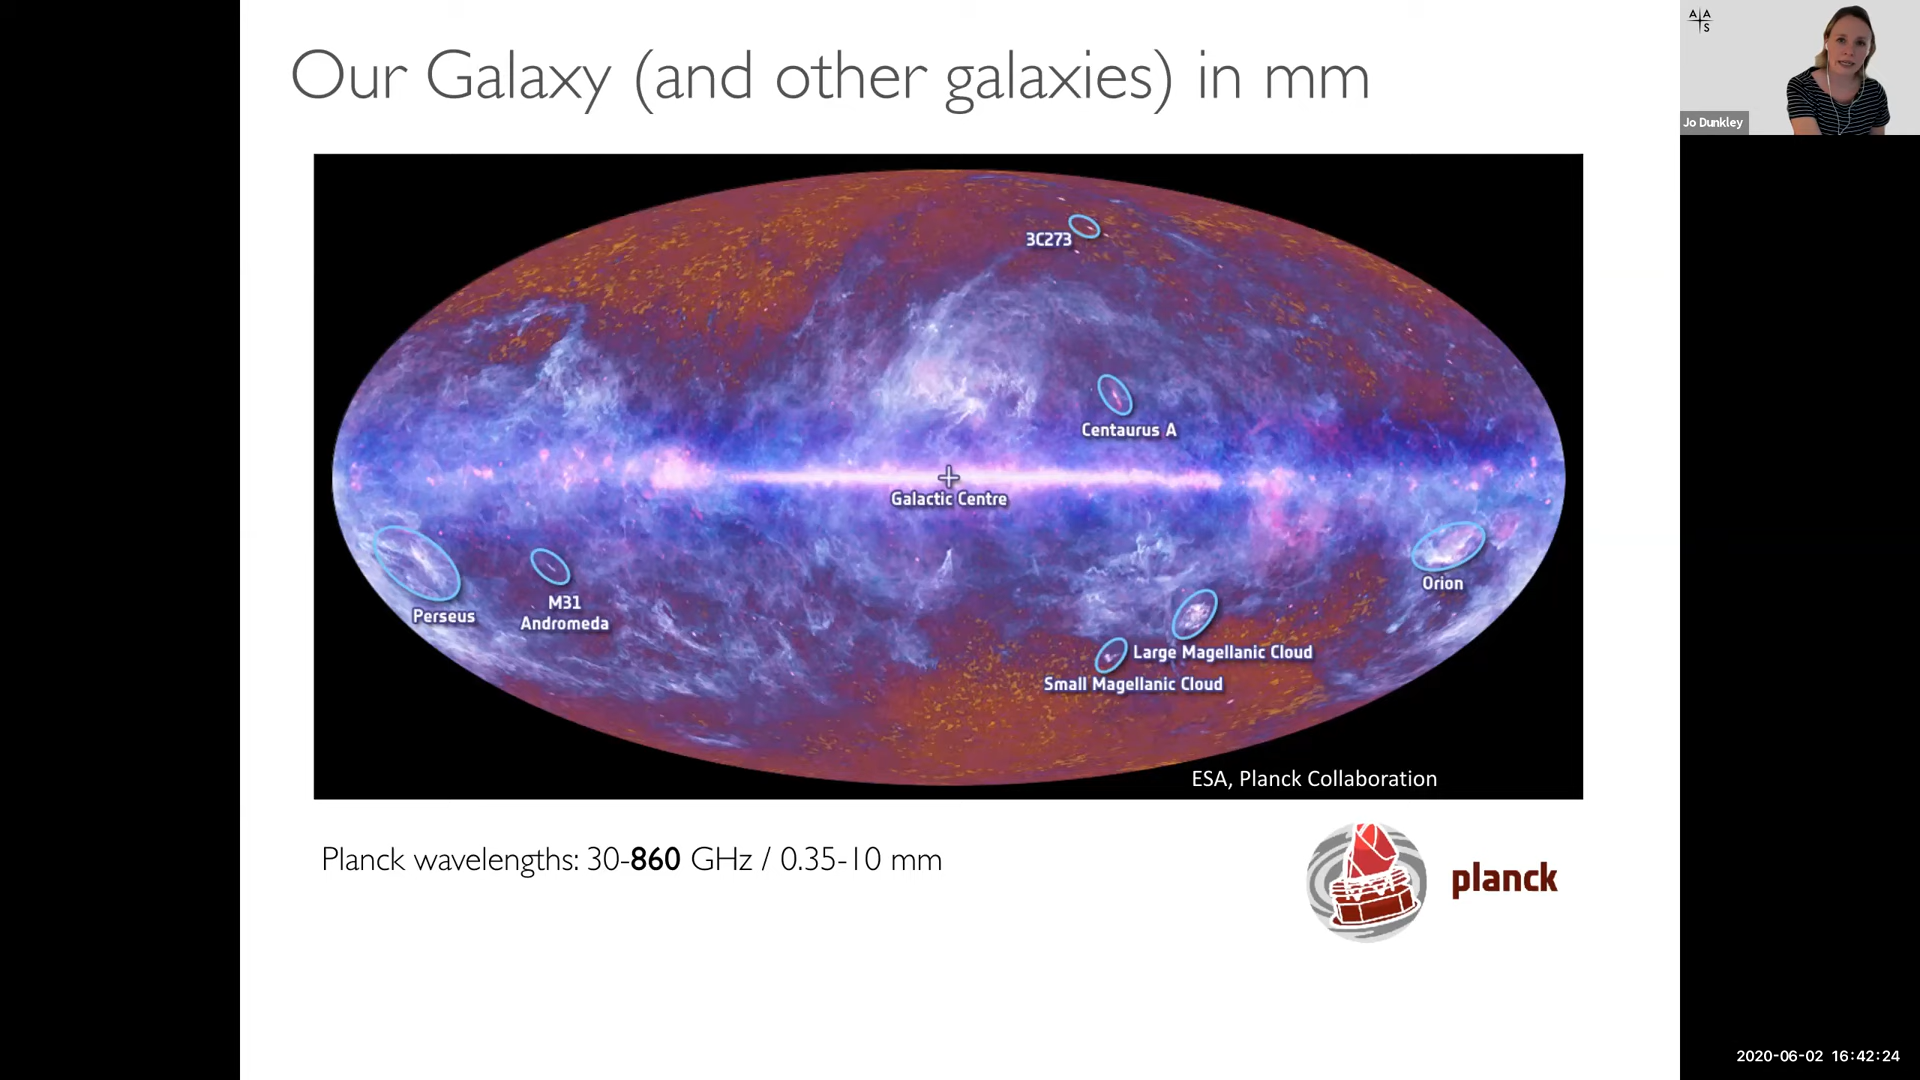 Our Galaxy (and other galaxies) in mm
A A
S
Jo Dunkley
3C273
Centaurus A
Galactic Centre
Perseus
M31
Andromeda
Orion
Large Magellanic Cloud
Small Magellanic Cloud
ESA, Planck Collaboration
Planck wavelengths: 30-860 GHz / 0.35-10 mm
planck
2020-06-02 16:42:24